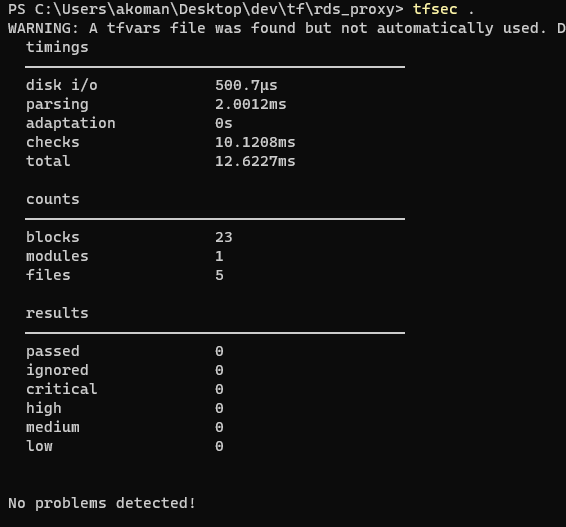 PS C:\Users\akoman\Desktop\dev\tf\rds_proxy> tfsec .
WARNING: A tfvars file was found but not automatically used. D
timings
disk i/o 500.7µs
parsing 2.0012ms
adaptation 0s
checks 10.1208ms
total 12.6227ms
counts
blocks 23
modules 1
files 5
results
passed 0
ignored 0
critical 0
high 0
medium 0
low 0
No problems detected!